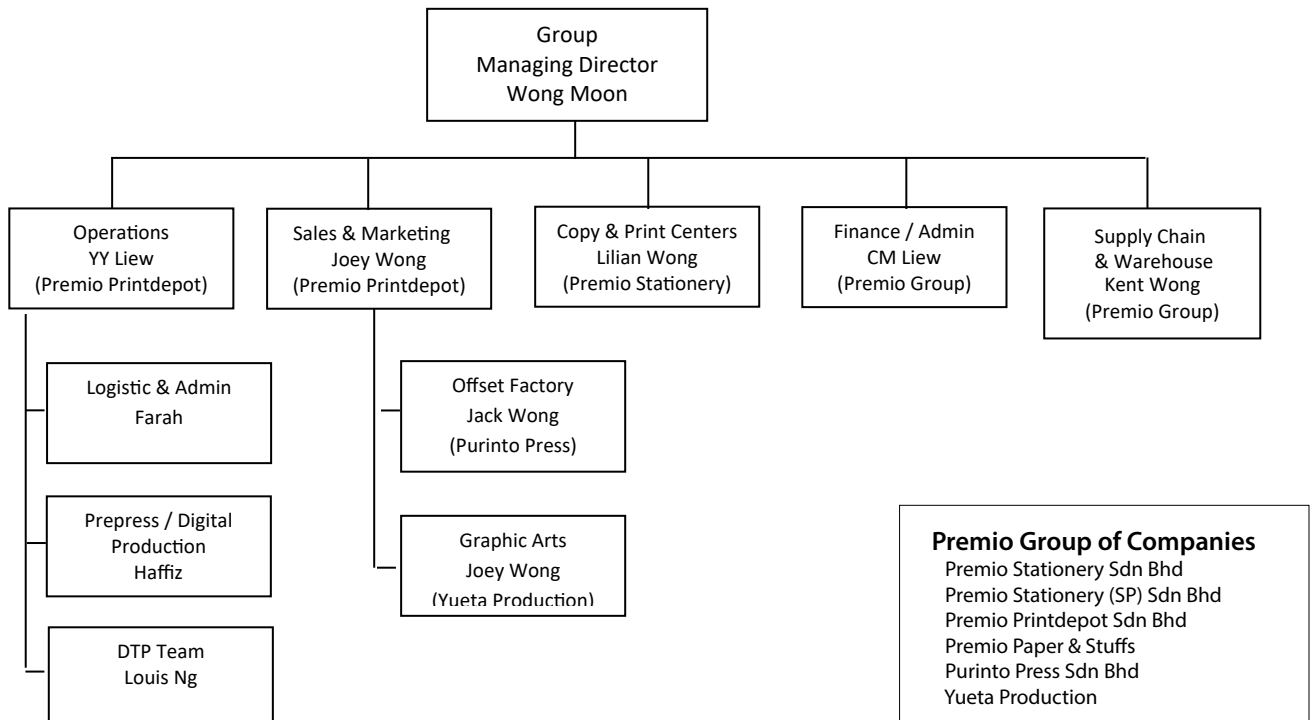 Group
Managing Director
Wong Moon
Operations
YY Liew
(Premio Printdepot)
Sales & Marketing
Joey Wong
(Premio Printdepot)
Copy & Print Centers
Lilian Wong
(Premio Stationery)
Finance / Admin
CM Liew
(Premio Group)
Supply Chain
& Warehouse
Kent Wong
(Premio Group)
Logistic & Admin
Farah
Prepress / Digital
Production
Haffiz
DTP Team
Louis Ng
Offset Factory
Jack Wong
(Purinto Press)
Graphic Arts
Joey Wong
(Yueta Production)
Premio Group of Companies
Premio Stationery Sdn Bhd
Premio Stationery (SP) Sdn Bhd
Premio Printdepot Sdn Bhd
Premio Paper & Stuffs
Purinto Press Sdn Bhd
Yueta Production